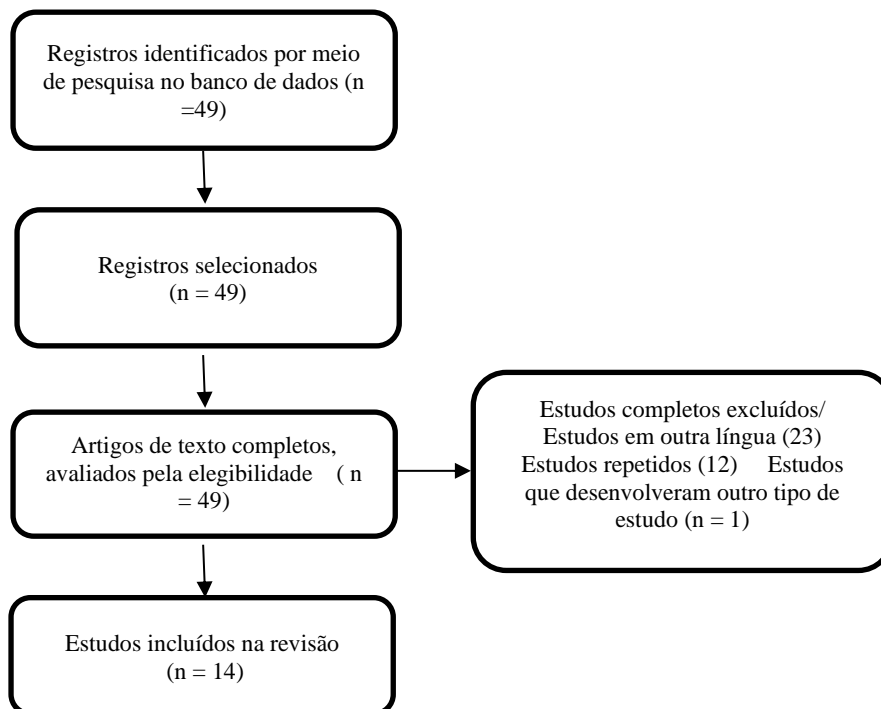 Registros identificados por meio
de pesquisa no banco de dados (n
=49)
Registros selecionados
(n = 49)
Artigos de texto completos,
avaliados pela elegibilidade ( n
= 49)
Estudos completos excluídos/
Estudos em outra língua (23)
Estudos repetidos (12) Estudos
que desenveram outro tipo de
estudo (n = 1)
Estudos incluídos na revisão
(n = 14)